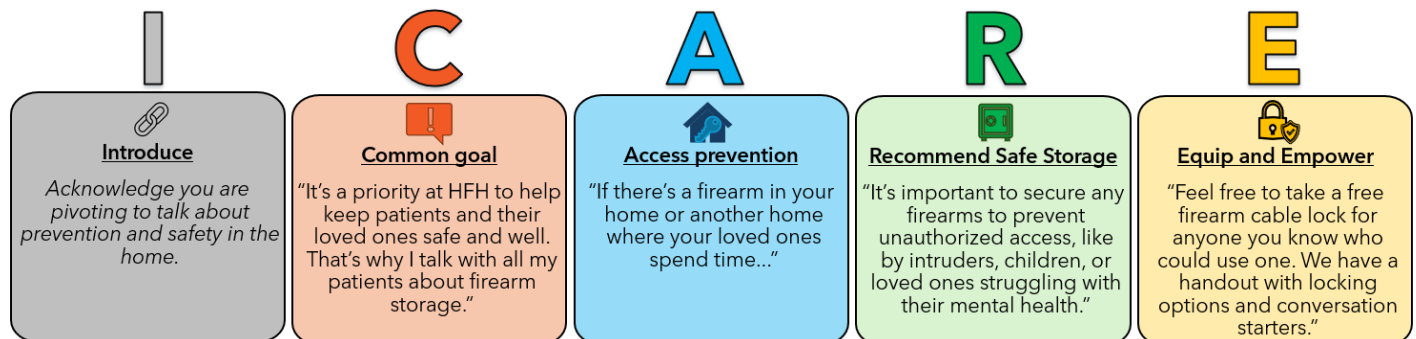 I
C
A
R
E
Introduce
Acknowledge you are
pivoting to talk about
prevention and safety in the
home.
Common goal
“It’s a priority at HFH to help
keep patients and their
loved ones safe and well.
That’s why I talk with all my
patients about firearm
storage.”
Access prevention
“If there’s a firearm in your
home or another home
where your loved ones
spend time...”
Recommend Safe Storage
“It’s important to secure any
firearms to prevent
unauthorized access, like
by intruders, children, or
loved ones struggling with
their mental health.”
Equip and Empower
“Feel free to take a free
firearm cable lock for
anyone you know who
could use one. We have a
handout with locking
options and conversation
starters.”